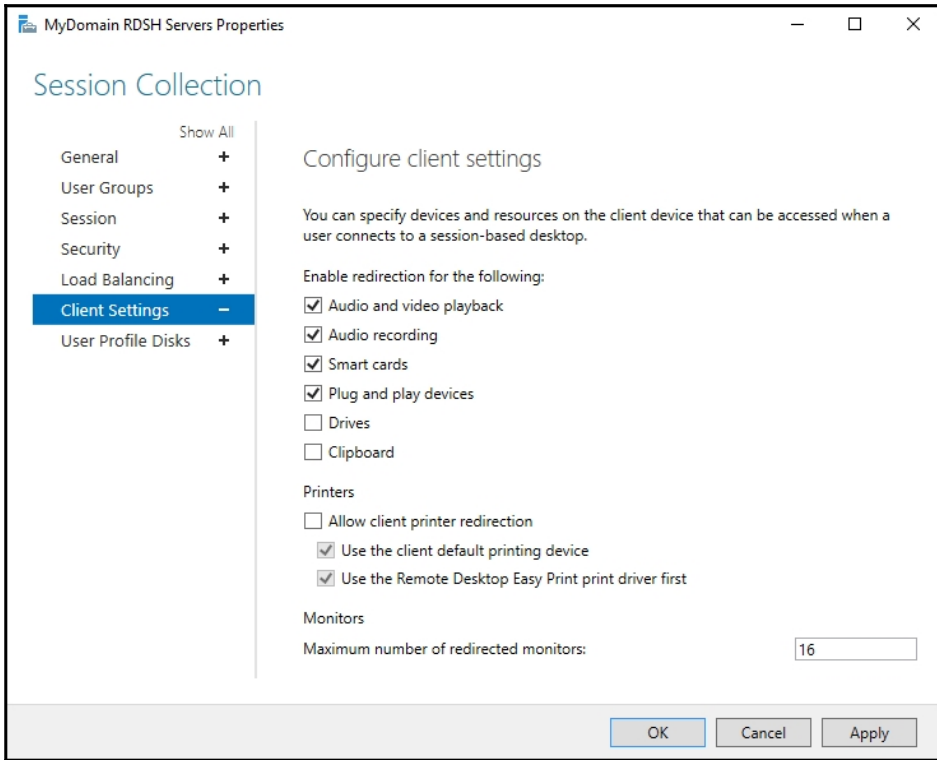 MyDomain RDSH Servers Properties
Session Collection
Show All
General
User Groups
Session
Security
Load Balancing
Client Settings
User Profile Disks
Configure client settings
You can specify devices and resources on the client device that can be accessed when a
user connects to a session-based desktop.
Enable redirection for the following:
Audio and video playback
Audio recording
Smart cards
Plug and play devices
Drives
Clipboard
Printers
Allow client printer redirection
Use the client default printing device
Use the Remote Desktop Easy Print print driver first
Monitors
Maximum number of redirected monitors: 16
OK Cancel Apply